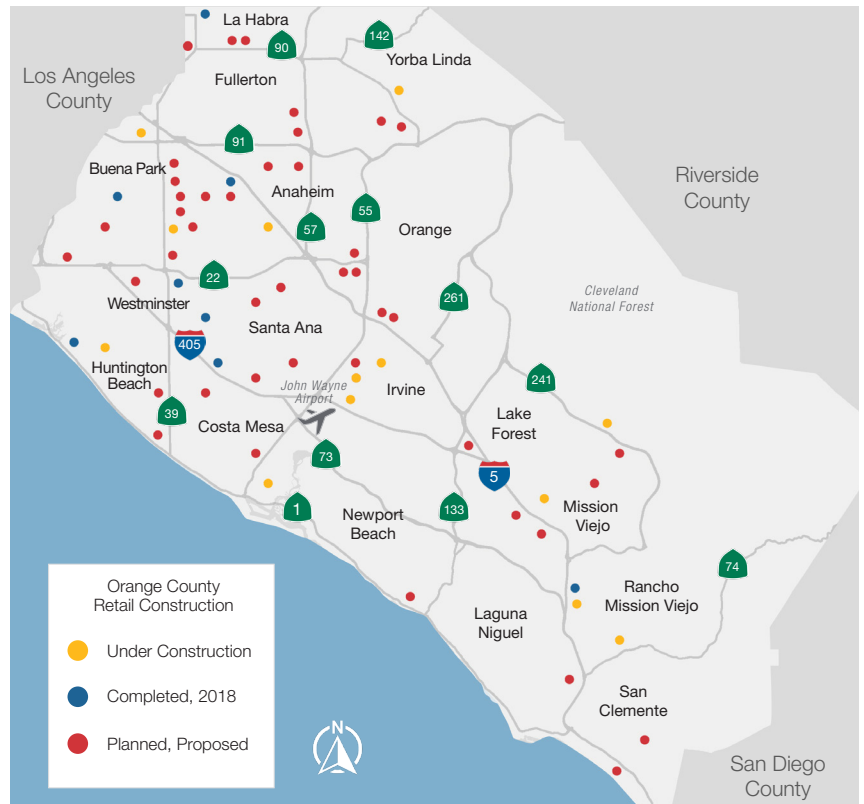 La Habra
142
90
Yorba Linda
Los Angeles
County
Fullerton
91
Buena Park
Riverside
County
Anaheim
55
57
Orange
22
261
Cleveland
National Forest
Westminster
Santa Ana
405
Huntington
Beach
John Wayne
Airport
Irvine
241
39
Costa Mesa
Lake
Forest
73
5
1
133
Mission
Viejo
Newport
Beach
74
Orange County
Retail Construction
Rancho
Mission Viejo
Laguna
Niguel
Under Construction
Completed, 2018
San
Clemente
Planned, Proposed
N
San Diego
County